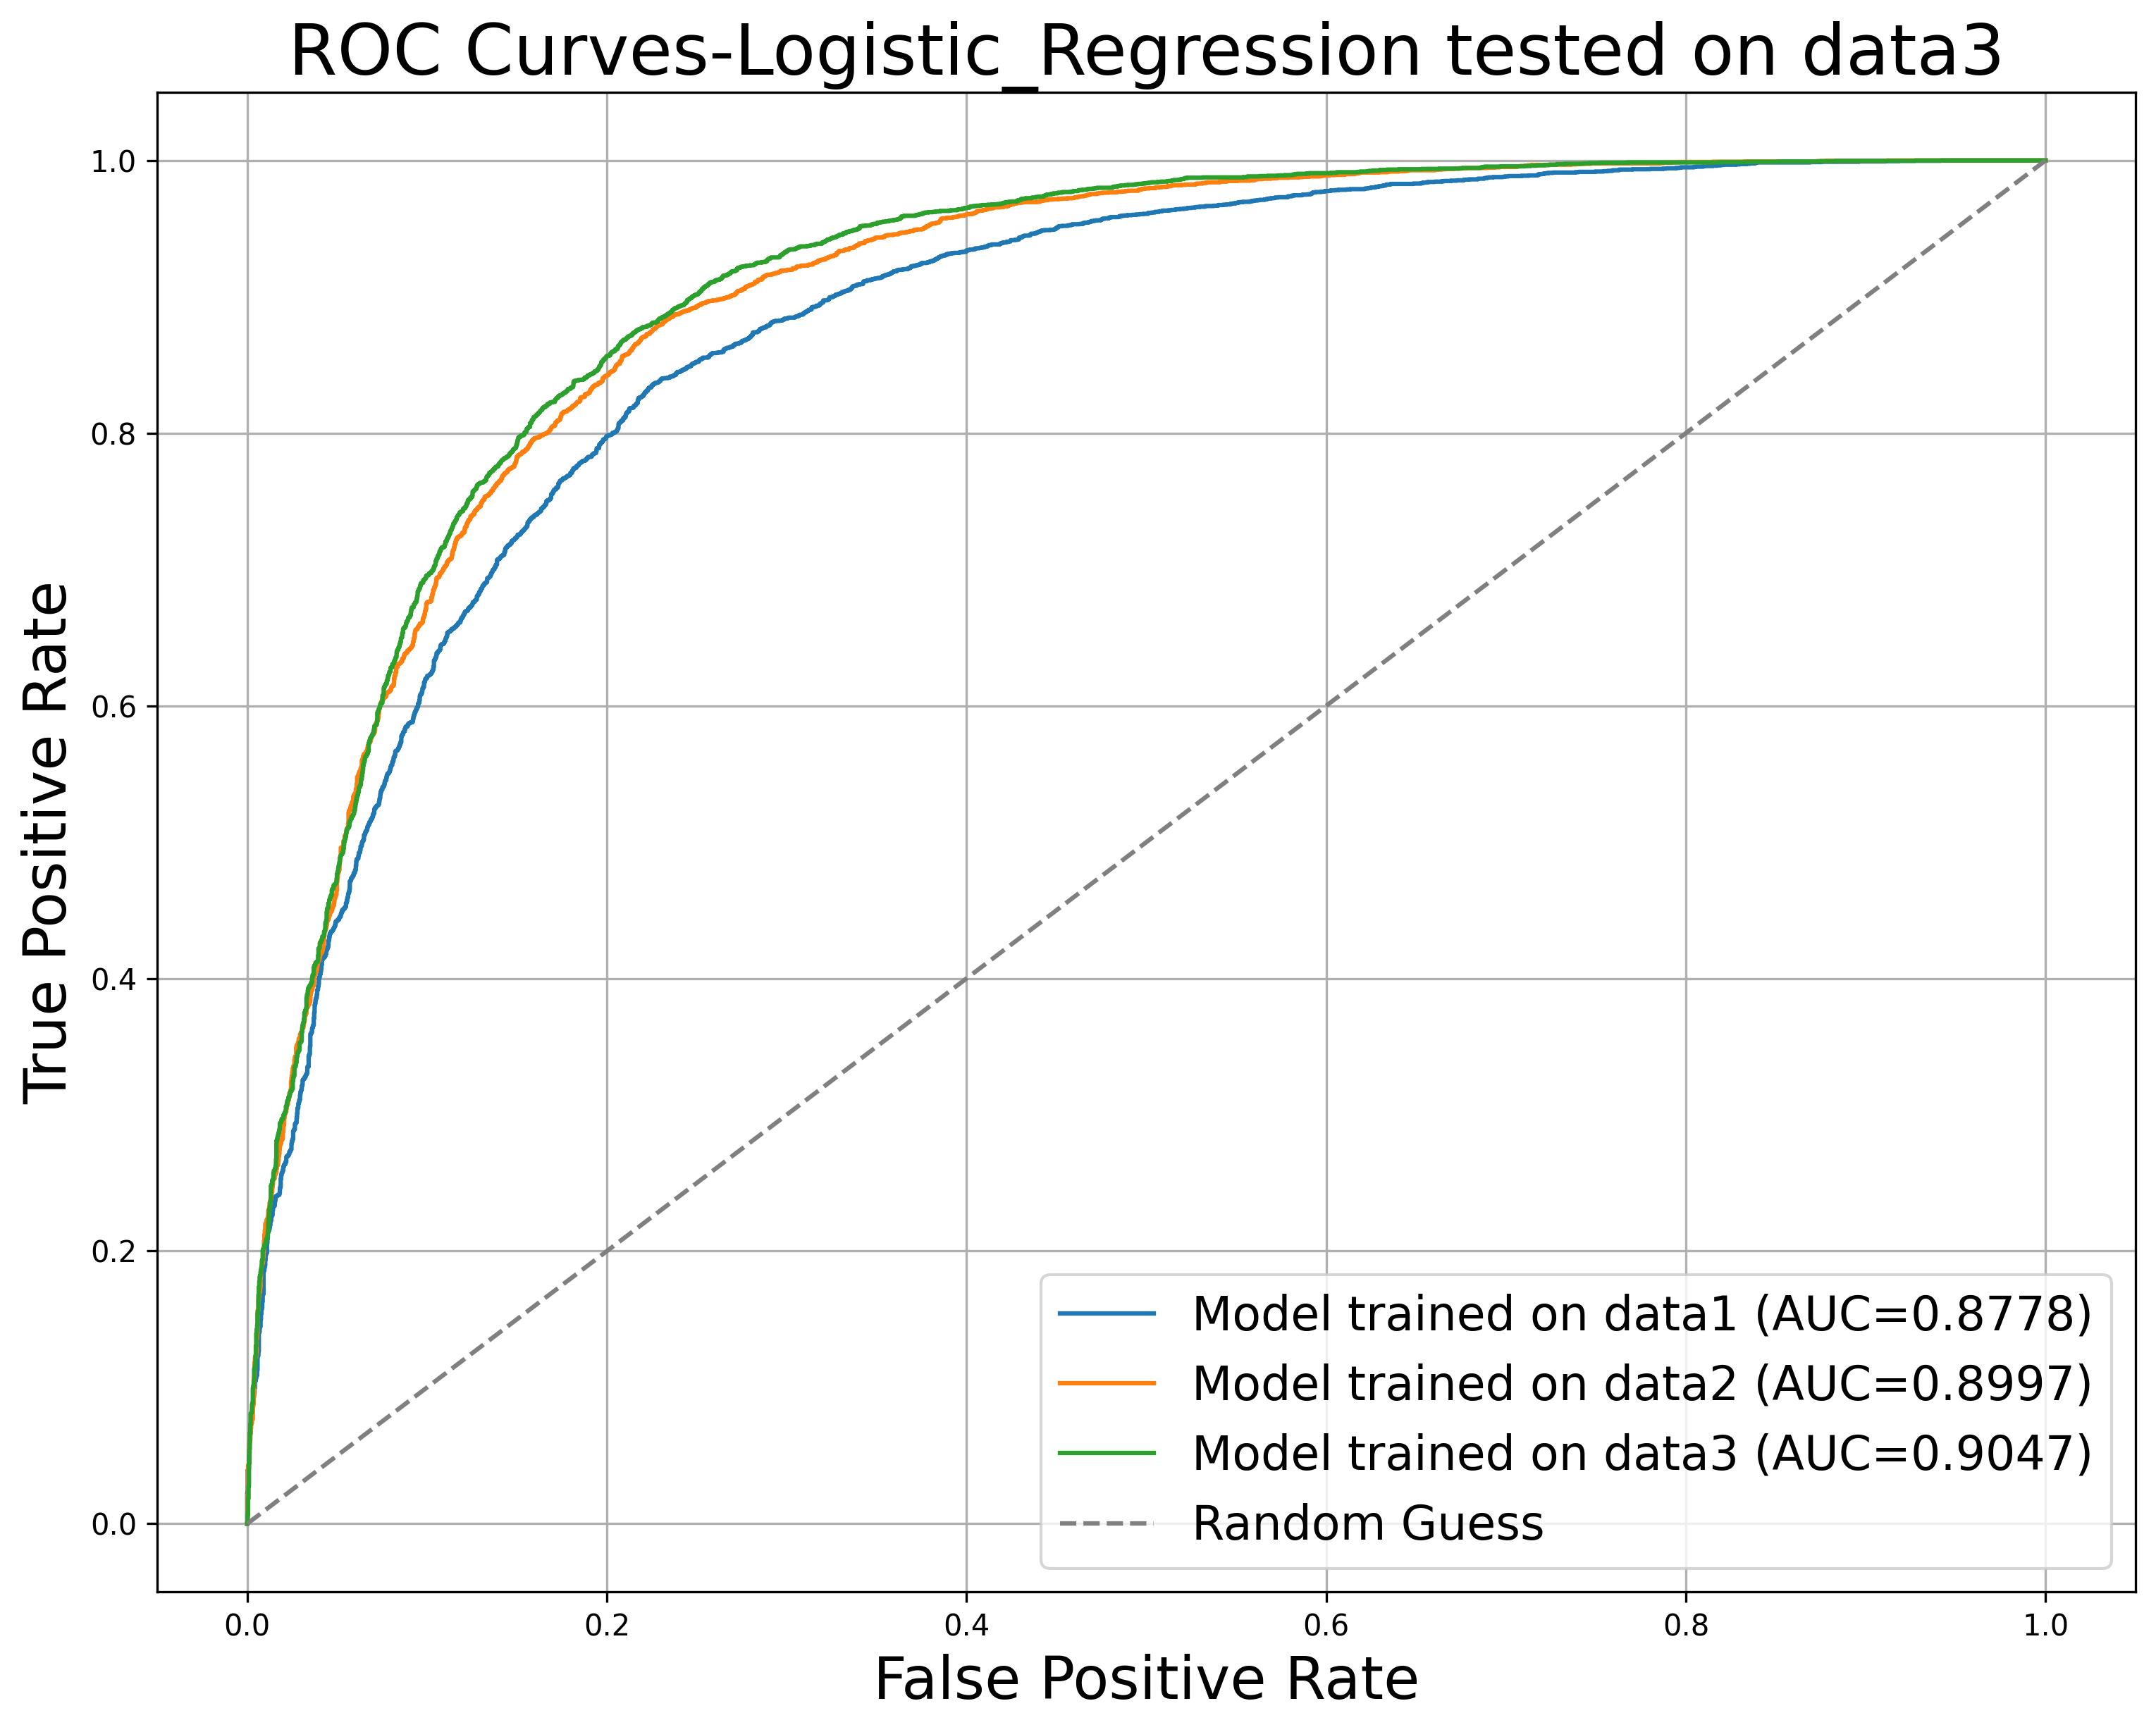 ROC Curves-Logistic_Regression tested on data3
True Positive Rate
1.0
0.8
0.6
0.4
0.2
0.0
Model trained on data1 (AUC=0.8778)
Model trained on data2 (AUC=0.8997)
Model trained on data3 (AUC=0.9047)
Random Guess
0.0 0.2 0.4 0.6 0.8 1.0
False Positive Rate